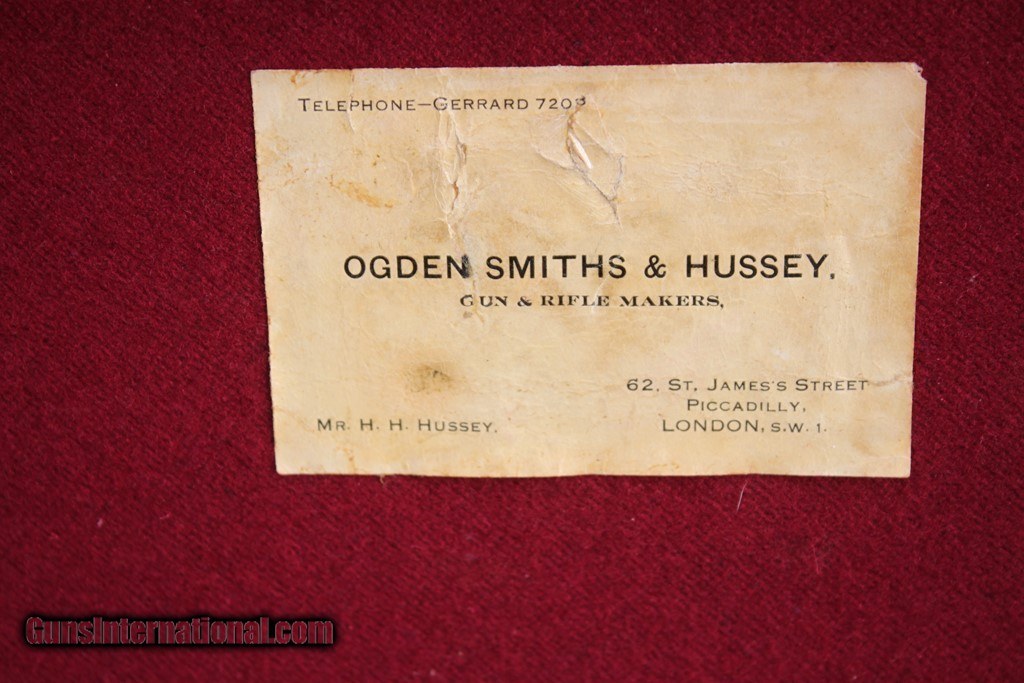 TELEPHONE—GERRARD 7208
OGDEN SMITHS & HUSSEY,
GUN & RIFLE MAKERS,
62, ST. JAMES'S STREET
PICCADILLY,
MR. H. H. HUSSEY.
LONDON, S.W. 1.
GunsInternational.com